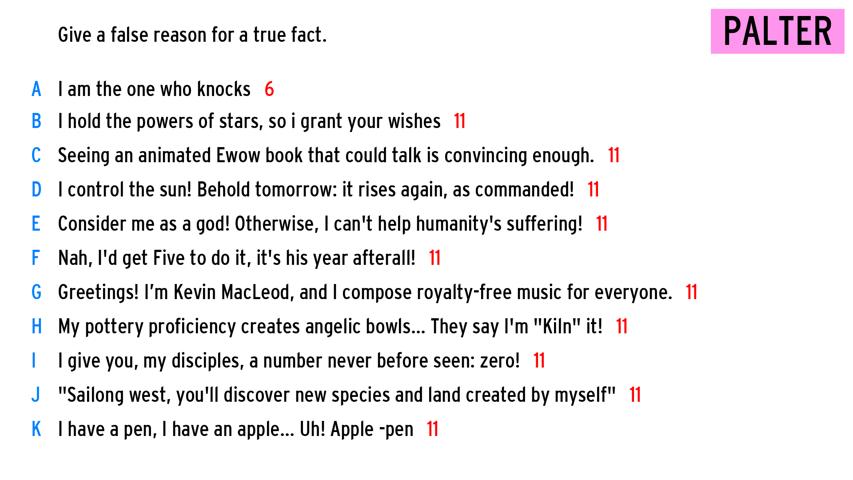 Give a false reason for a true fact.
PALTER
A I am the one who knocks 6
B I hold the powers of stars, so i grant your wishes 11
C Seeing an animated Ewow book that could talk is convincing enough. 11
D I control the sun! Behold tomorrow: it rises again, as commanded! 11
E Consider me as a god! Otherwise, I can't help humanity's suffering! 11
F Nah, I'd get Five to do it, it's his year afterall! 11
G Greetings! I’m Kevin MacLeod, and I compose royalty-free music for everyone. 11
H My pottery proficiency creates angelic bowls... They say I'm "Kiln" it! 11
I I give you, my disciples, a number never before seen: zero! 11
J "Sailong west, you'll discover new species and land created by myself" 11
K I have a pen, I have an apple... Uh! Apple -pen 11